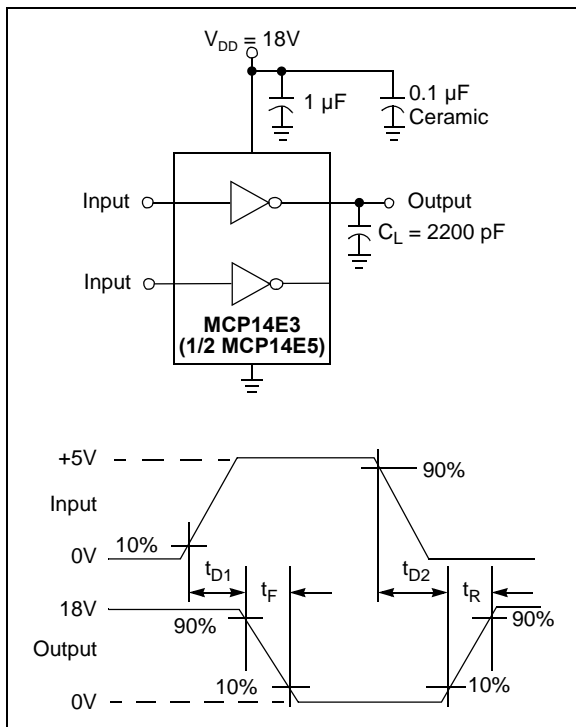 V_DD = 18V
1 µF
0.1 µF
Ceramic
Input
Output
C_L = 2200 pF
Input
MCP14E3
(1/2 MCP14E5)
+5V
90%
Input
10%
0V
t_D1
t_F
t_D2
t_R
18V
90%
90%
Output
10%
10%
0V